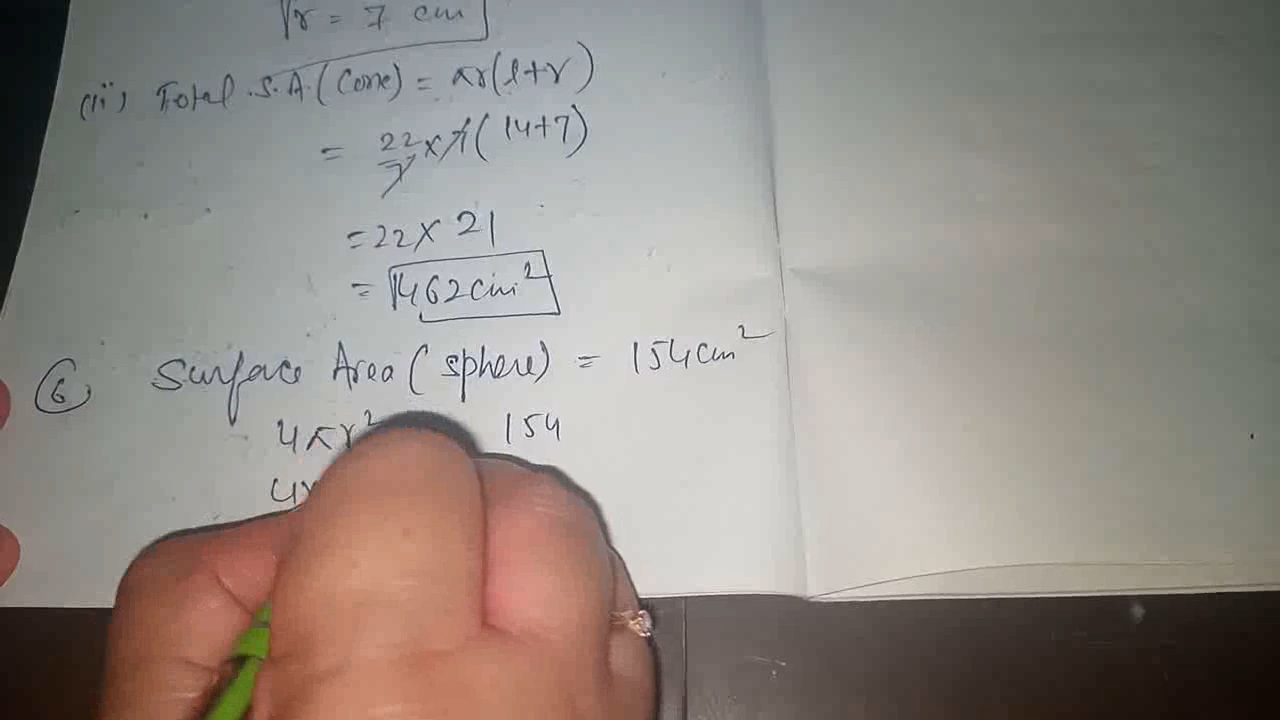 r = 7 cm
(ii) Total S.A. (Cone) = πr(l+r)
= 22/7 × 7 ( 14+7)
= 22 × 21
= 462 cm²
6 Surface Area (sphere) = 154 cm²
4πr² 154
4×